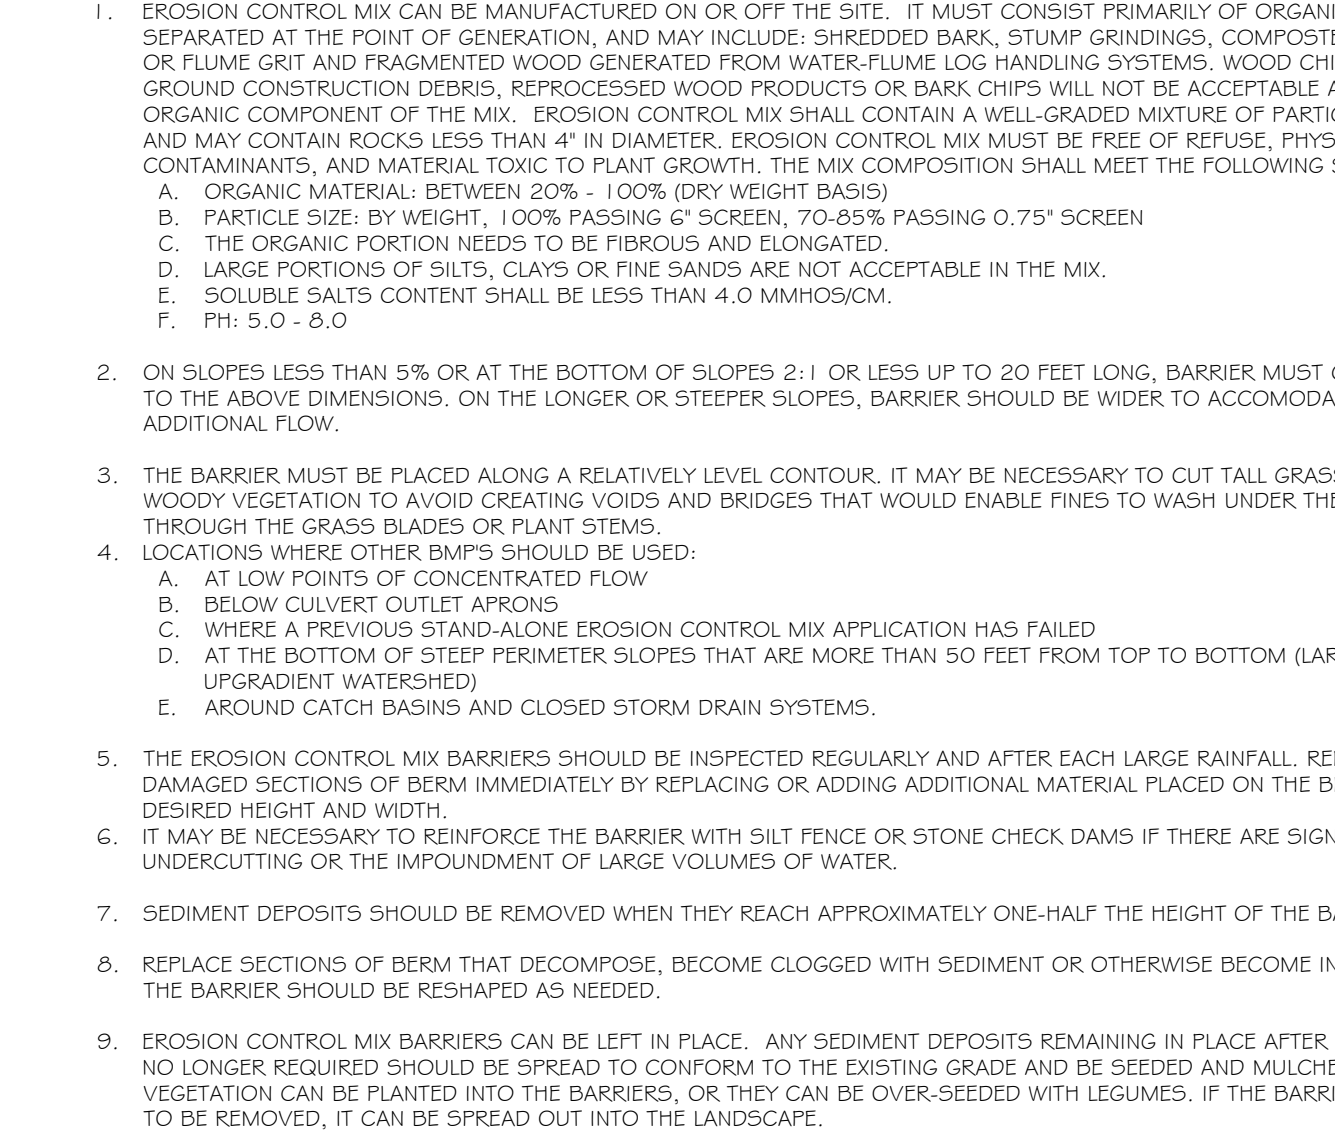 1. EROSION CONTROL MIX CAN BE MANUFACTURED ON OR OFF THE SITE. IT MUST CONSIST PRIMARILY OF ORGANI
SEPARATED AT THE POINT OF GENERATION, AND MAY INCLUDE: SHREDDED BARK, STUMP GRINDINGS, COMPOSTE
OR FLUME GRIT AND FRAGMENTED WOOD GENERATED FROM WATER-FLUME LOG HANDLING SYSTEMS. WOOD CHI
GROUND CONSTRUCTION DEBRIS, REPROCESSED WOOD PRODUCTS OR BARK CHIPS WILL NOT BE ACCEPTABLE A
ORGANIC COMPONENT OF THE MIX. EROSION CONTROL MIX SHALL CONTAIN A WELL-GRADED MIXTURE OF PARTIC
AND MAY CONTAIN ROCKS LESS THAN 4" IN DIAMETER. EROSION CONTROL MIX MUST BE FREE OF REFUSE, PHYS
CONTAMINANTS, AND MATERIAL TOXIC TO PLANT GROWTH. THE MIX COMPOSITION SHALL MEET THE FOLLOWING S
A. ORGANIC MATERIAL: BETWEEN 20% - 100% (DRY WEIGHT BASIS)
B. PARTICLE SIZE: BY WEIGHT, 100% PASSING 6" SCREEN, 70-85% PASSING 0.75" SCREEN
C. THE ORGANIC PORTION NEEDS TO BE FIBROUS AND ELONGATED.
D. LARGE PORTIONS OF SILTS, CLAYS OR FINE SANDS ARE NOT ACCEPTABLE IN THE MIX.
E. SOLUBLE SALTS CONTENT SHALL BE LESS THAN 4.0 MMHOS/CM.
F. PH: 5.0 - 8.0
2. ON SLOPES LESS THAN 5% OR AT THE BOTTOM OF SLOPES 2:1 OR LESS UP TO 20 FEET LONG, BARRIER MUST C
TO THE ABOVE DIMENSIONS. ON THE LONGER OR STEEPER SLOPES, BARRIER SHOULD BE WIDER TO ACCOMODA
ADDITIONAL FLOW.
3. THE BARRIER MUST BE PLACED ALONG A RELATIVELY LEVEL CONTOUR. IT MAY BE NECESSARY TO CUT TALL GRASS
WOODY VEGETATION TO AVOID CREATING VOIDS AND BRIDGES THAT WOULD ENABLE FINES TO WASH UNDER THE
THROUGH THE GRASS BLADES OR PLANT STEMS.
4. LOCATIONS WHERE OTHER BMP'S SHOULD BE USED:
A. AT LOW POINTS OF CONCENTRATED FLOW
B. BELOW CULVERT OUTLET APRONS
C. WHERE A PREVIOUS STAND-ALONE EROSION CONTROL MIX APPLICATION HAS FAILED
D. AT THE BOTTOM OF STEEP PERIMETER SLOPES THAT ARE MORE THAN 50 FEET FROM TOP TO BOTTOM (LAR
UPGRADIENT WATERSHED)
E. AROUND CATCH BASINS AND CLOSED STORM DRAIN SYSTEMS.
5. THE EROSION CONTROL MIX BARRIERS SHOULD BE INSPECTED REGULARLY AND AFTER EACH LARGE RAINFALL. REP
DAMAGED SECTIONS OF BERM IMMEDIATELY BY REPLACING OR ADDING ADDITIONAL MATERIAL PLACED ON THE B
DESIRED HEIGHT AND WIDTH.
6. IT MAY BE NECESSARY TO REINFORCE THE BARRIER WITH SILT FENCE OR STONE CHECK DAMS IF THERE ARE SIGN
UNDERCUTTING OR THE IMPOUNDMENT OF LARGE VOLUMES OF WATER.
7. SEDIMENT DEPOSITS SHOULD BE REMOVED WHEN THEY REACH APPROXIMATELY ONE-HALF THE HEIGHT OF THE BA
8. REPLACE SECTIONS OF BERM THAT DECOMPOSE, BECOME CLOGGED WITH SEDIMENT OR OTHERWISE BECOME IN
THE BARRIER SHOULD BE RESHAPED AS NEEDED.
9. EROSION CONTROL MIX BARRIERS CAN BE LEFT IN PLACE. ANY SEDIMENT DEPOSITS REMAINING IN PLACE AFTER
NO LONGER REQUIRED SHOULD BE SPREAD TO CONFORM TO THE EXISTING GRADE AND BE SEEDED AND MULCHE
VEGETATION CAN BE PLANTED INTO THE BARRIERS, OR THEY CAN BE OVER-SEEDED WITH LEGUMES. IF THE BARRI
TO BE REMOVED, IT CAN BE SPREAD OUT INTO THE LANDSCAPE.